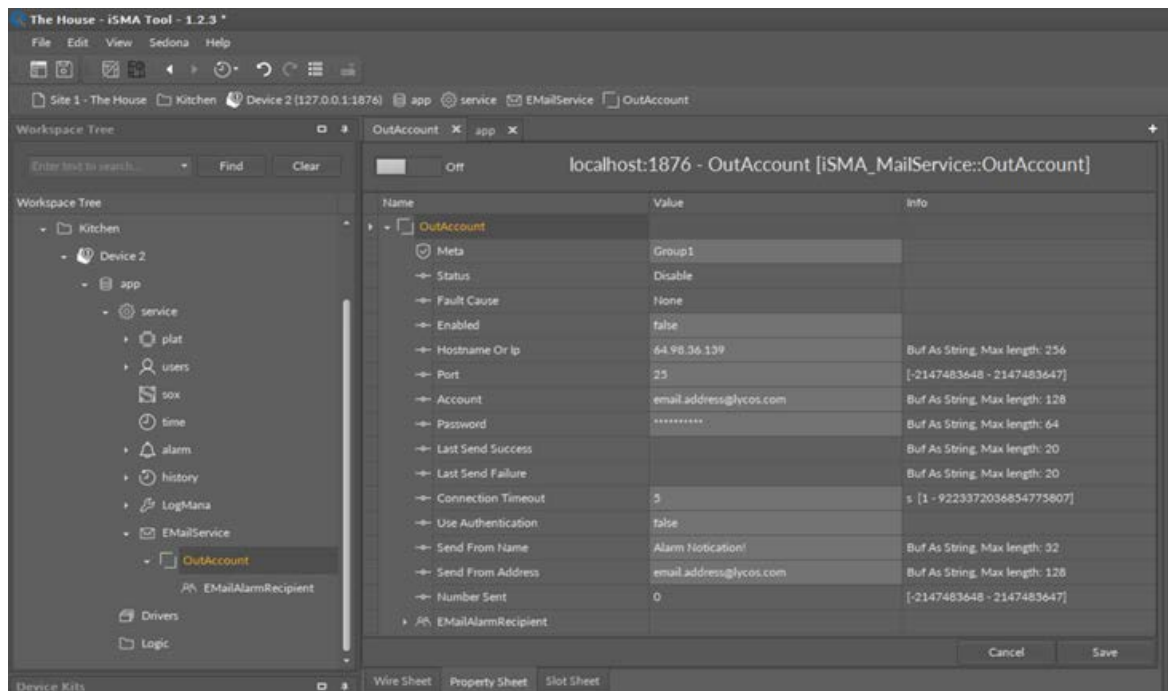 The House - iSMA Tool - 1.2.3 *
File Edit View Sedona Help
Site 1 - The House Kitchen Device 2 (127.0.0.1:1876) app service EMailService OutAccount
Workspace Tree
Enter text to search... Find Clear
Workspace Tree
Kitchen
Device 2
app
service
plat
users
sox
time
alarm
history
LogMana
EMailService
OutAccount
EMailAlarmRecipient
Drivers
Logic
Device Kits
OutAccount app
Off localhost:1876 - OutAccount [iSMA_MailService::OutAccount]
Name Value Info
OutAccount
Meta Group1
Status Disable
Fault Cause None
Enabled false
Hostname Or Ip 64.98.36.139 Buf As String, Max length: 256
Port 25 [-2147483648 - 2147483647]
Account email.address@lycos.com Buf As String, Max length: 128
Password ********** Buf As String, Max length: 64
Last Send Success Buf As String, Max length: 20
Last Send Failure Buf As String, Max length: 20
Connection Timeout 5 s [1 - 9223372036854775807]
Use Authentication false
Send From Name Alarm Notication! Buf As String, Max length: 32
Send From Address email.address@lycos.com Buf As String, Max length: 128
Number Sent 0 [-2147483648 - 2147483647]
EMailAlarmRecipient
Cancel Save
Wire Sheet Property Sheet Slot Sheet